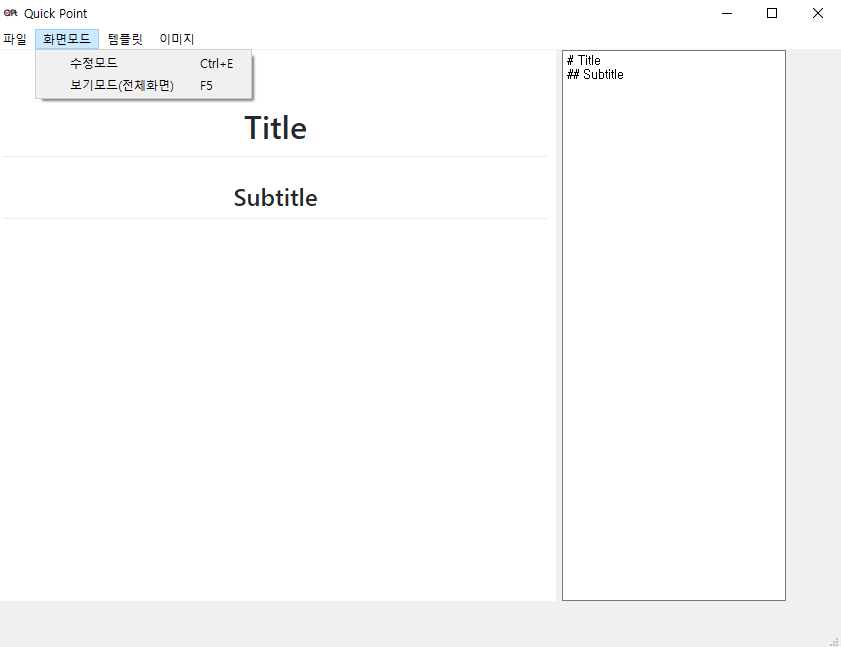 QPt Quick Point
파일 화면모드 템플릿 이미지
수정모드 Ctrl+E
보기모드(전체화면) F5
Title
Subtitle
# Title
## Subtitle